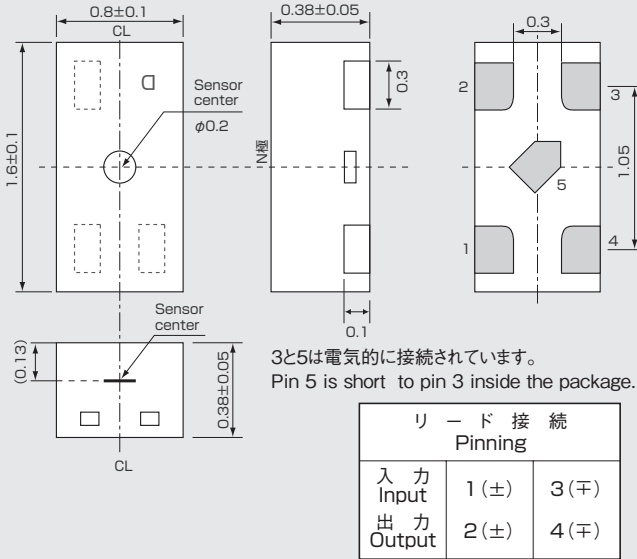 0.8±0.1
CL
0.38±0.05
0.3
D
Sensor
center
φ0.2
1.6±0.1
N極
0.3
2
3
5
1.05
1
4
Sensor
center
(0.13)
0.38±0.05
CL
0.1
3と5は電気的に接続されています。
Pin 5 is short to pin 3 inside the package.
リード接続
Pinning
入力 1(±) 3(∓)
Input
出力 2(±) 4(∓)
Output